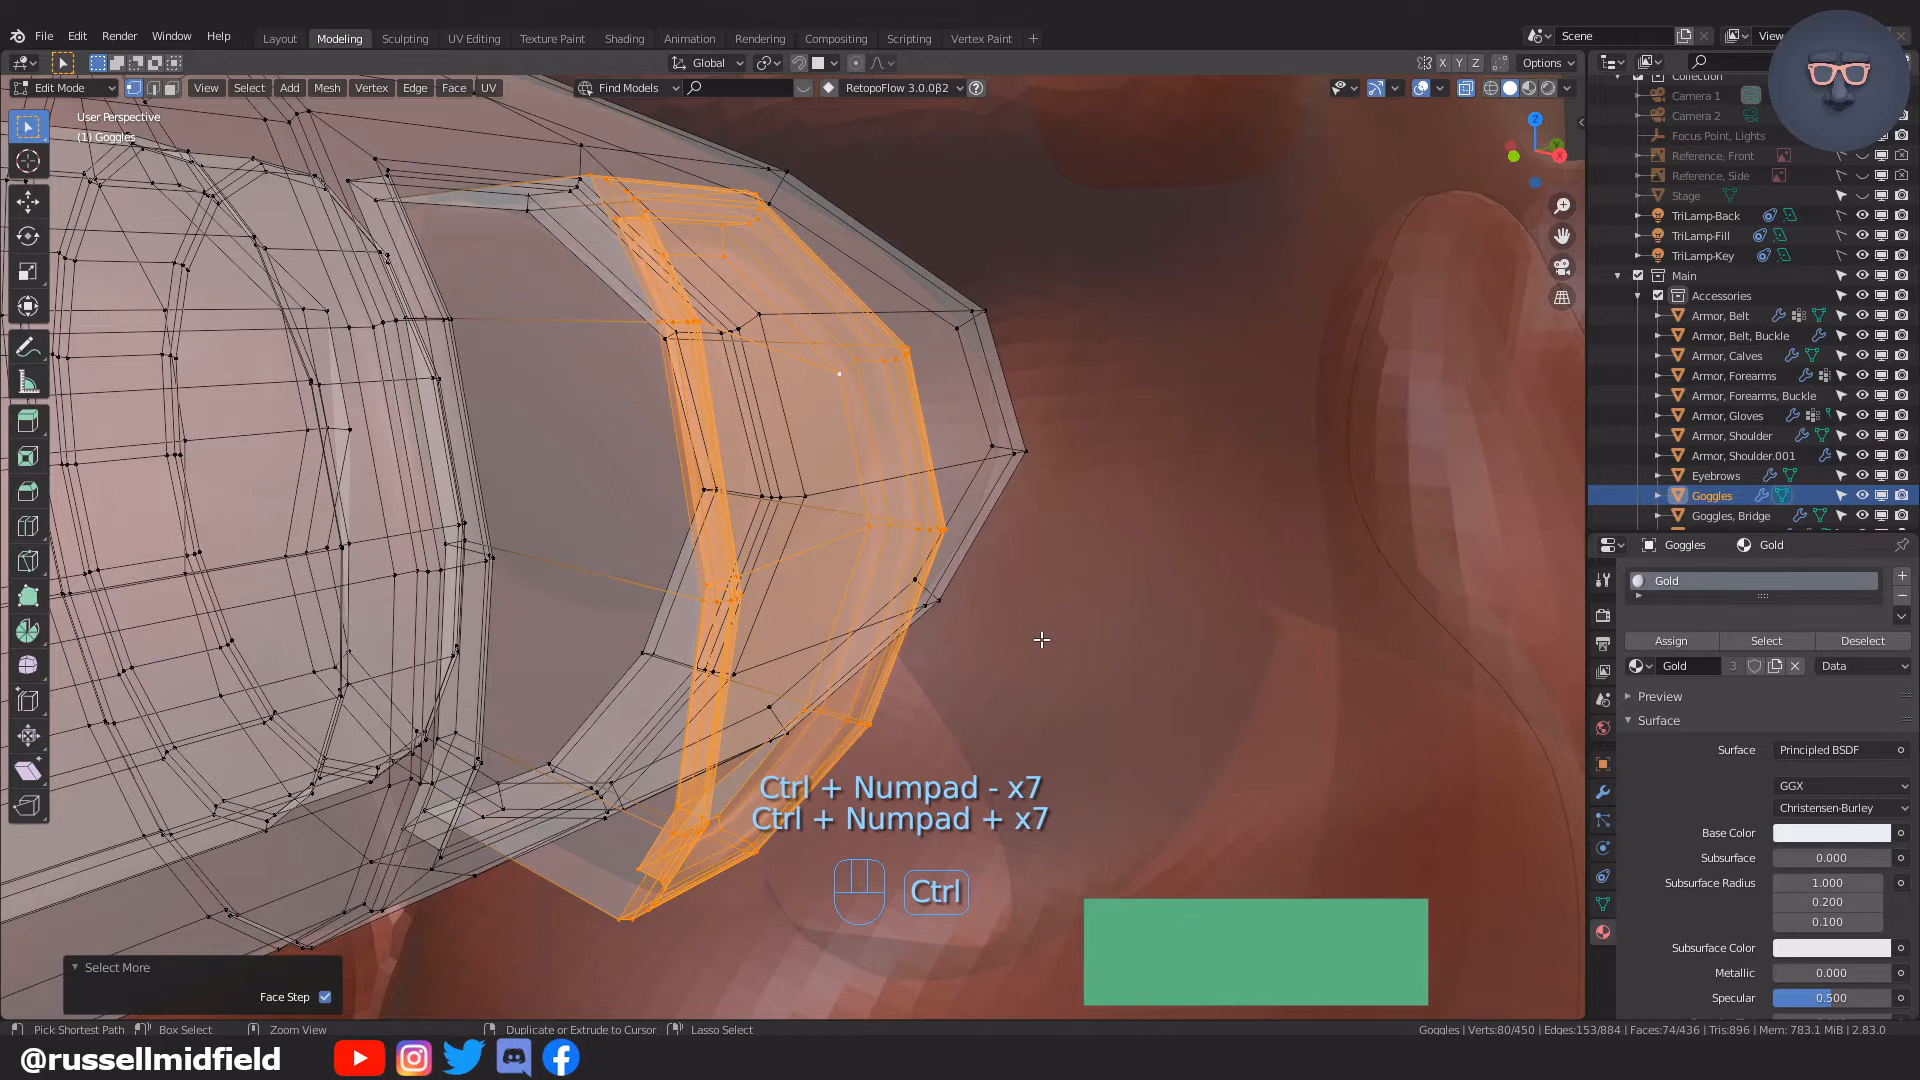 File Edit Render Window Help
Layout Modeling Sculpting UV Editing Texture Paint Shading Animation Rendering Compositing Scripting Vertex Paint +
Scene
View
Global
Options
X Y Z
Edit Mode
View Select Add Mesh Vertex Edge Face UV
Find Models
RetopoFlow 3.0.0β2
User Perspective
(1) Goggles
Z
X
Collection
Camera 1
Camera 2
Focus Point, Lights
Reference, Front
Reference, Side
Stage
TriLamp-Back
TriLamp-Fill
TriLamp-Key
Main
Accessories
Armor, Belt
Armor, Belt, Buckle
Armor, Calves
Armor, Forearms
Armor, Forearms, Buckle
Armor, Gloves
Armor, Shoulder
Armor, Shoulder.001
Eyebrows
Goggles
Goggles, Bridge
Goggles Gold
Gold
Assign Select Deselect
Gold 3 Data
Preview
Surface
Surface Principled BSDF
GGX
Christensen-Burley
Base Color
Subsurface 0.000
Subsurface Radius 1.000
0.200
0.100
Subsurface Color
Metallic 0.000
Specular 0.500
Ctrl + Numpad - x7
Ctrl + Numpad + x7
Ctrl
Select More
Face Step
Pick Shortest Path Box Select Zoom View Duplicate or Extrude to Cursor Lasso Select
Goggles | Verts:80/450 | Edges:153/884 | Faces:74/436 | Tris:896 | Mem: 783.1 MiB | 2.83.0
@russellmidfield